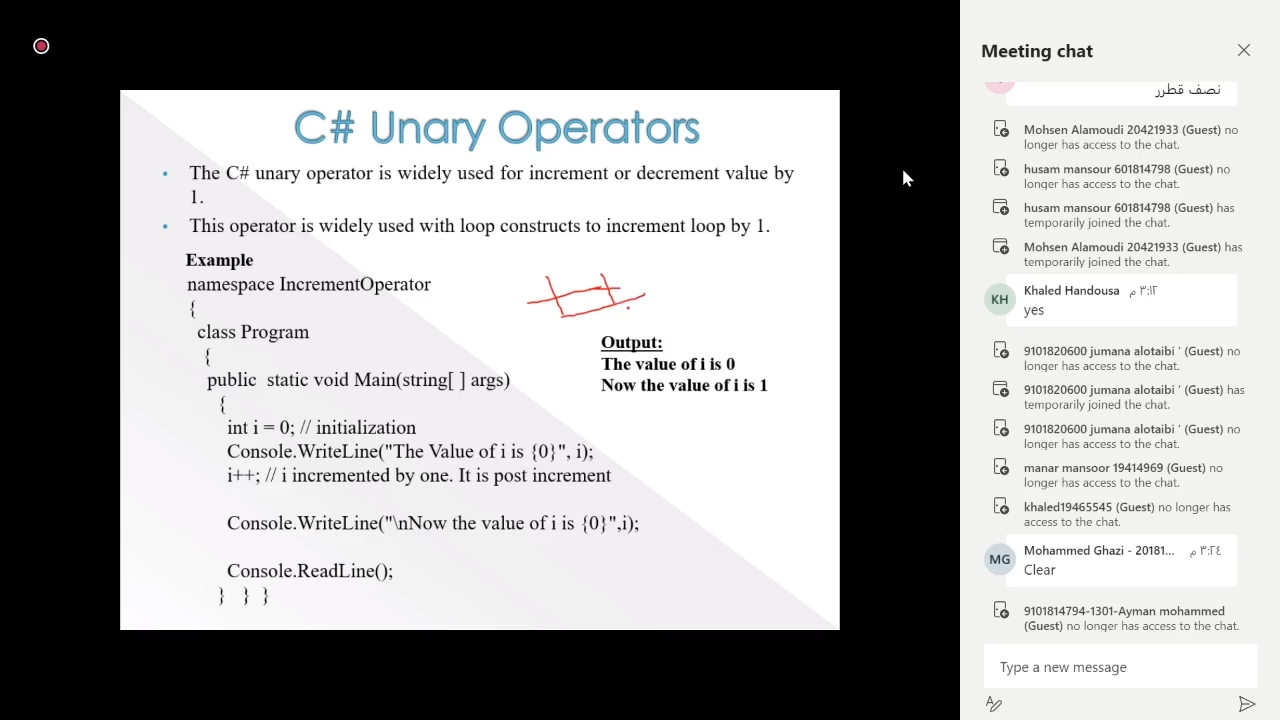 C# Unary Operators
• The C# unary operator is widely used for increment or decrement value by
1.
• This operator is widely used with loop constructs to increment loop by 1.
Example
namespace IncrementOperator
{
class Program
{
public static void Main(string[ ] args)
{
int i = 0; // initialization
Console.WriteLine("The Value of i is {0}", i);
i++; // i incremented by one. It is post increment
Console.WriteLine("\nNow the value of i is {0}",i);
Console.ReadLine();
} } }
Output:
The value of i is 0
Now the value of i is 1
Meeting chat
نصف قطرر
Mohsen Alamoudi 20421933 (Guest) no
longer has access to the chat.
husam mansour 601814798 (Guest) no
longer has access to the chat.
husam mansour 601814798 (Guest) has
temporarily joined the chat.
Mohsen Alamoudi 20421933 (Guest) has
temporarily joined the chat.
KH
Khaled Handousa ٣:١٢ م
yes
9101820600 jumana alotaibi ' (Guest) no
longer has access to the chat.
9101820600 jumana alotaibi ' (Guest) has
temporarily joined the chat.
9101820600 jumana alotaibi ' (Guest) no
longer has access to the chat.
manar mansoor 19414969 (Guest) no
longer has access to the chat.
khaled19465545 (Guest) no longer has
access to the chat.
MG
Mohammed Ghazi - 20181... ٣:٢٤ م
Clear
9101814794-1301-Ayman mohammed
(Guest) no longer has access to the chat.
Type a new message